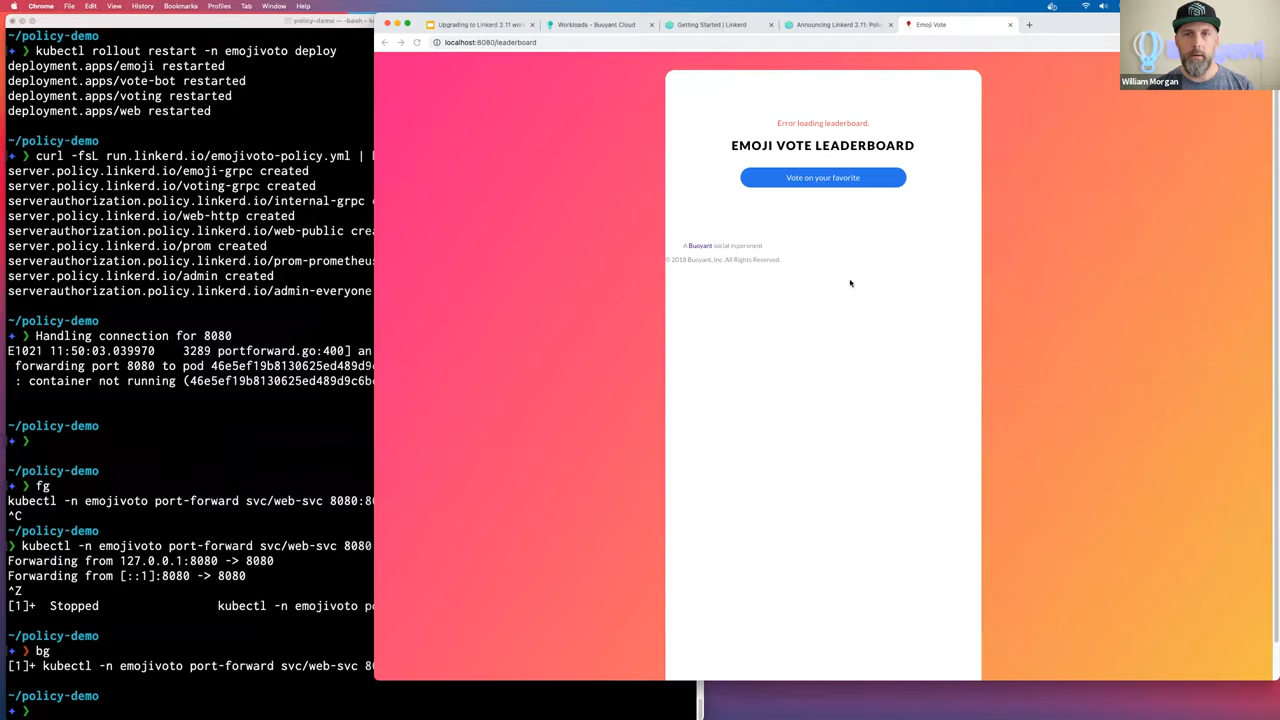 Chrome File Edit View History Bookmarks Profiles Tab Window Help
policy-demo — -bash —
~/policy-demo
✦ ❯ kubectl rollout restart -n emojivoto deploy
deployment.apps/emoji restarted
deployment.apps/vote-bot restarted
deployment.apps/voting restarted
deployment.apps/web restarted
~/policy-demo
✦ ❯ curl -fsL run.linkerd.io/emojivoto-policy.yml |
server.policy.linkerd.io/emoji-grpc created
server.policy.linkerd.io/voting-grpc created
serverauthorization.policy.linkerd.io/internal-grpc c
server.policy.linkerd.io/web-http created
serverauthorization.policy.linkerd.io/web-public crea
server.policy.linkerd.io/prom created
serverauthorization.policy.linkerd.io/prom-prometheus
server.policy.linkerd.io/admin created
serverauthorization.policy.linkerd.io/admin-everyone
~/policy-demo
✦ ❯ Handling connection for 8080
E1021 11:50:03.039970 3289 portforward.go:400] an
forwarding port 8080 to pod 46e5ef19b8130625ed489d9c
: container not running (46e5ef19b8130625ed489d9c6b
~/policy-demo
✦ ❯
~/policy-demo
✦ ❯ fg
kubectl -n emojivoto port-forward svc/web-svc 8080:8
^C
~/policy-demo
❯ kubectl -n emojivoto port-forward svc/web-svc 8080
Forwarding from 127.0.0.1:8080 -> 8080
Forwarding from [::1]:8080 -> 8080
^Z
[1]+ Stopped kubectl -n emojivoto p
~/policy-demo
✦ ❯ bg
[1]+ kubectl -n emojivoto port-forward svc/web-svc 8
~/policy-demo
✦ ❯
Upgrading to Linkerd 2.11 wor
Workloads – Buoyant Cloud
Getting Started | Linkerd
Announcing Linkerd 2.11: Poli
Emoji Vote
localhost:8080/leaderboard
Error loading leaderboard.
EMOJI VOTE LEADERBOARD
Vote on your favorite
A Buoyant social experiment
© 2018 Buoyant, Inc. All Rights Reserved.
William Morgan